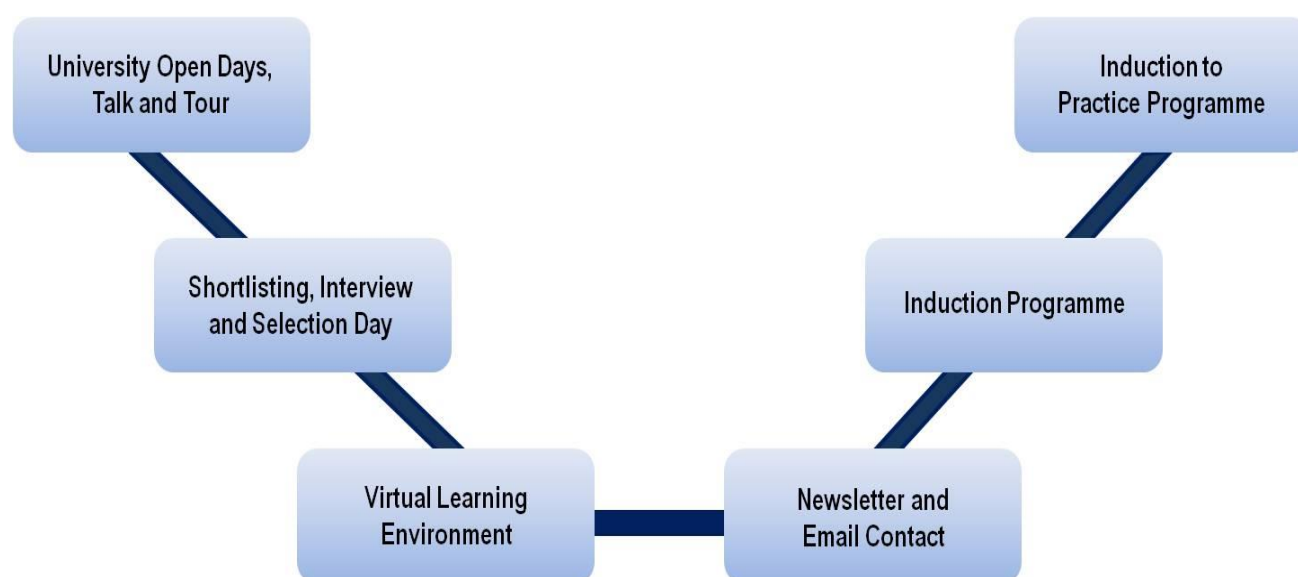 University Open Days,
Talk and Tour
Shortlisting, Interview
and Selection Day
Virtual Learning
Environment
Newsletter and
Email Contact
Induction Programme
Induction to
Practice Programme